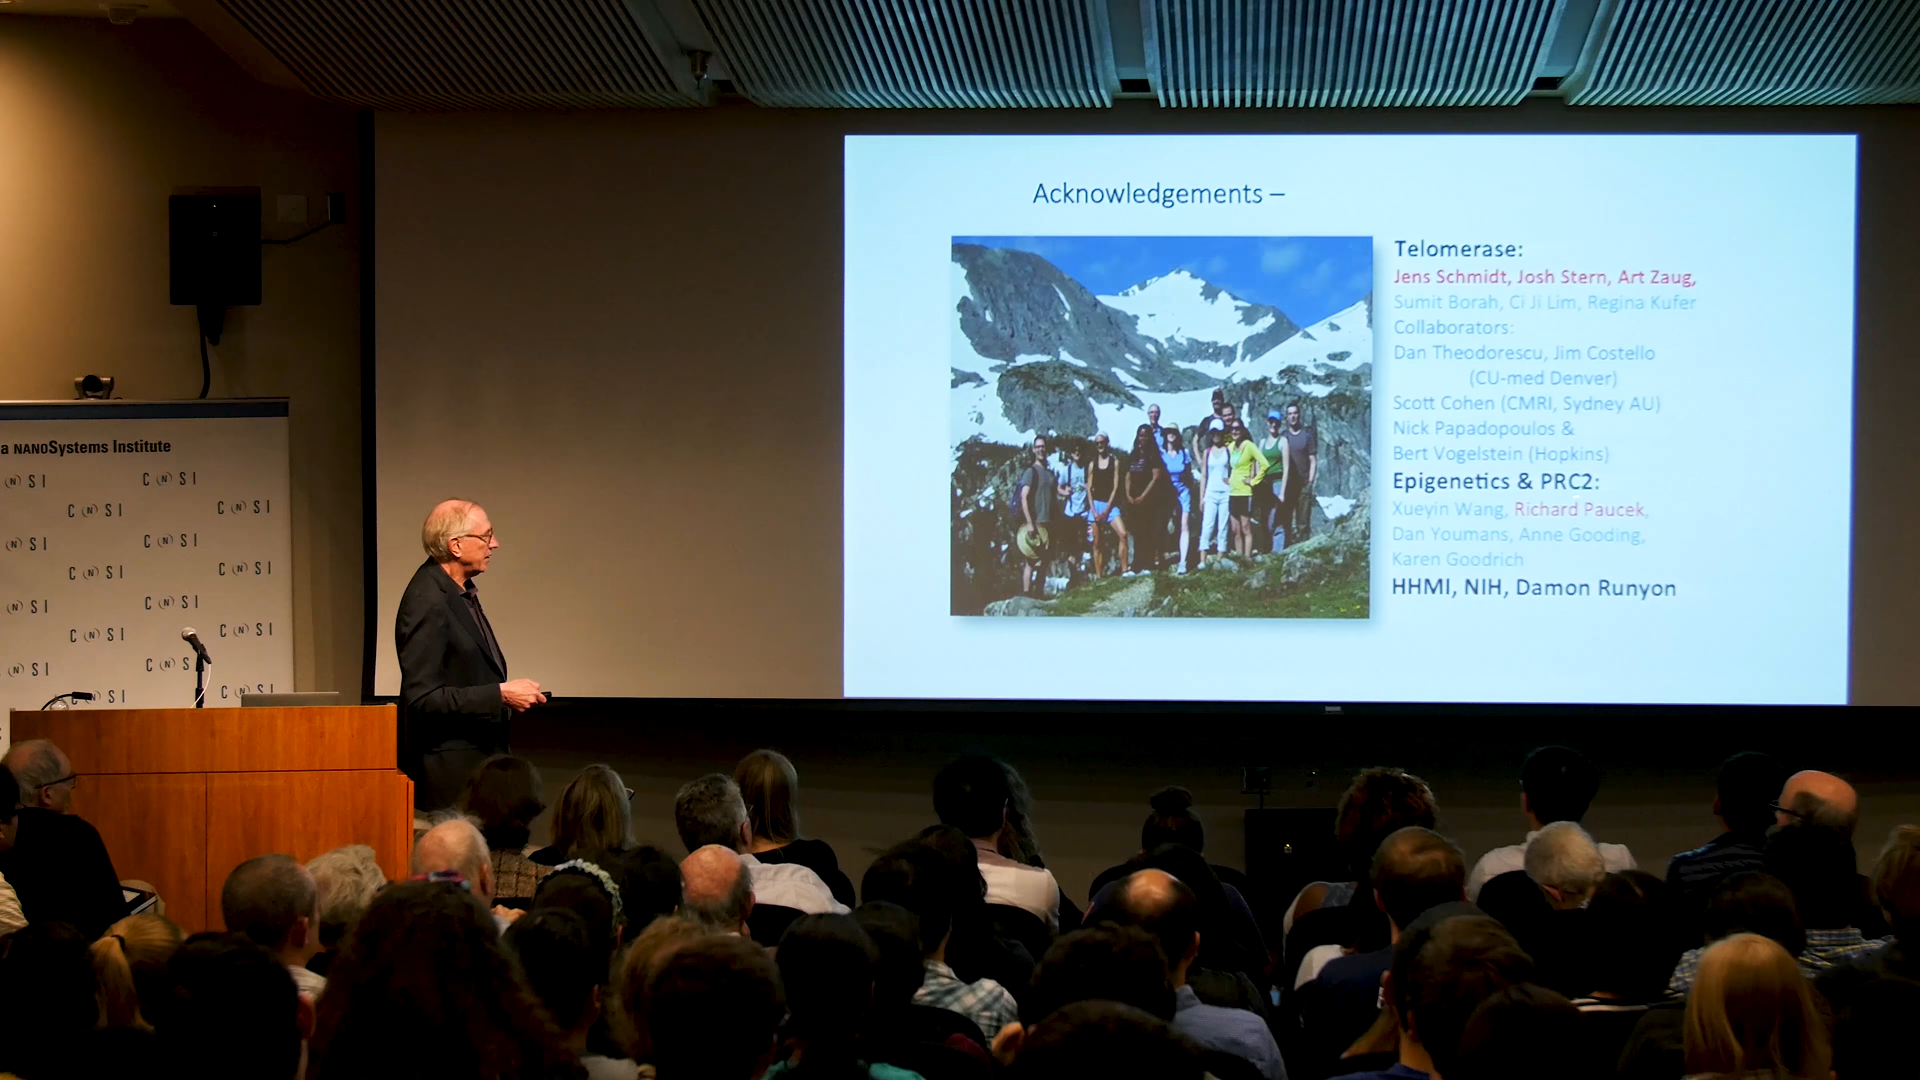 Acknowledgements –
Telomerase:
Jens Schmidt, Josh Stern, Art Zaug,
Sumit Borah, Ci Ji Lim, Regina Kufer
Collaborators:
Dan Theodorescu, Jim Costello
(CU-med Denver)
Scott Cohen (CMRI, Sydney AU)
Nick Papadopoulos &
Bert Vogelstein (Hopkins)
Epigenetics & PRC2:
Xueyin Wang, Richard Paucek,
Dan Youmans, Anne Gooding,
Karen Goodrich
HHMI, NIH, Damon Runyon
a NANOSystems Institute
(N) S I
C (N) S I
C (N) S I
C (N) S I
(N) S I
C (N) S I
C (N) S I
C (N) S I
(N) S I
C (N) S I
C (N) S I
C (N) S I
(N) S I
C (N) S
C (N) S I
(N) S I